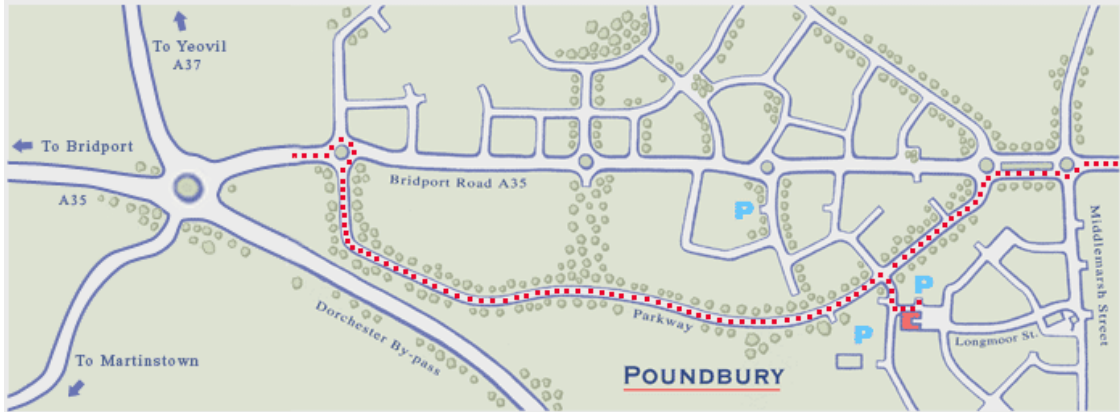 To Yeovil
A37
To Bridport
A35
Bridport Road A35
P
Middlemarsh Street
P
Parkway
Dorchester By-pass
P
Longmoor St.
To Martinstown
POUNDBURY